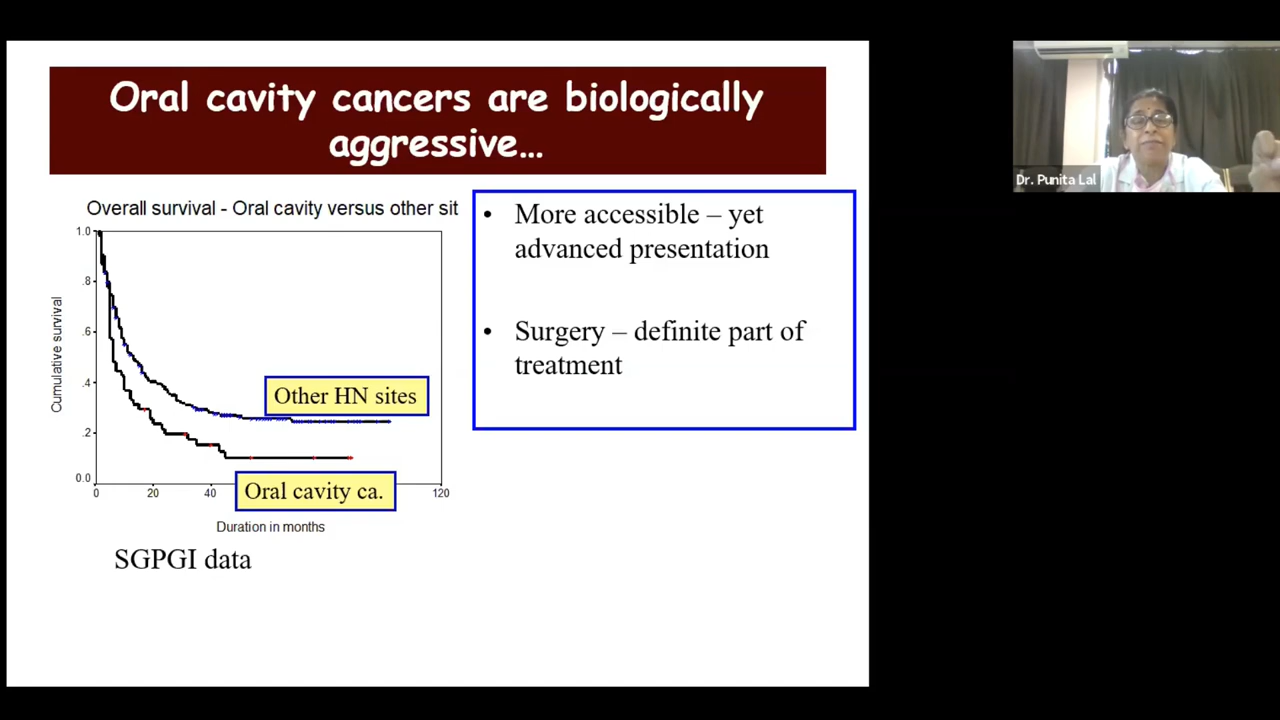 Oral cavity cancers are biologically
aggressive…
Overall survival - Oral cavity versus other sit
1.0
.8
.6
.4
.2
0.0
Cumulative survival
Other HN sites
Oral cavity ca.
0
20
40
120
Duration in months
SGPGI data
• More accessible – yet
advanced presentation
• Surgery – definite part of
treatment
Dr. Punita Lal